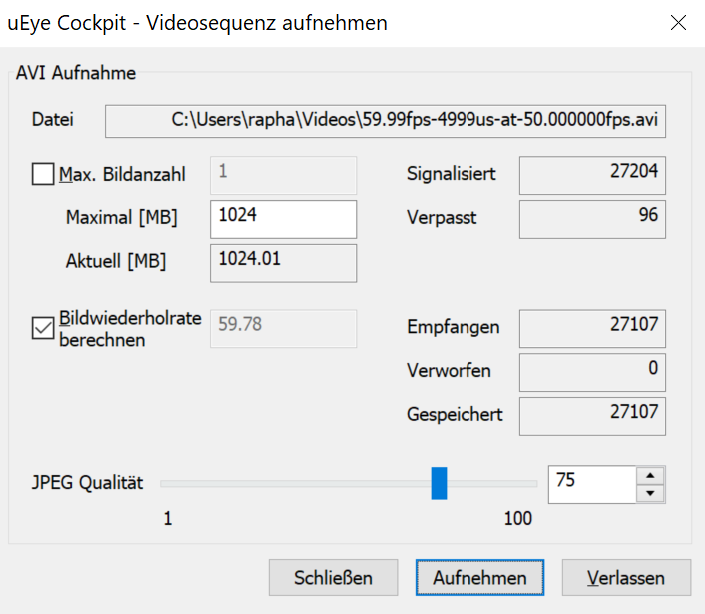 uEye Cockpit - Videosequenz aufnehmen
AVI Aufnahme
Datei C:\Users\rapha\Videos\59.99fps-4999us-at-50.000000fps.avi
Max. Bildanzahl 1 Signalisiert 27204
Maximal [MB] 1024 Verpasst 96
Aktuell [MB] 1024.01
Bildwiederholrate berechnen 59.78 Empfangen 27107
Verworfen 0
Gespeichert 27107
JPEG Qualität 75
1 100
Schließen Aufnehmen Verlassen